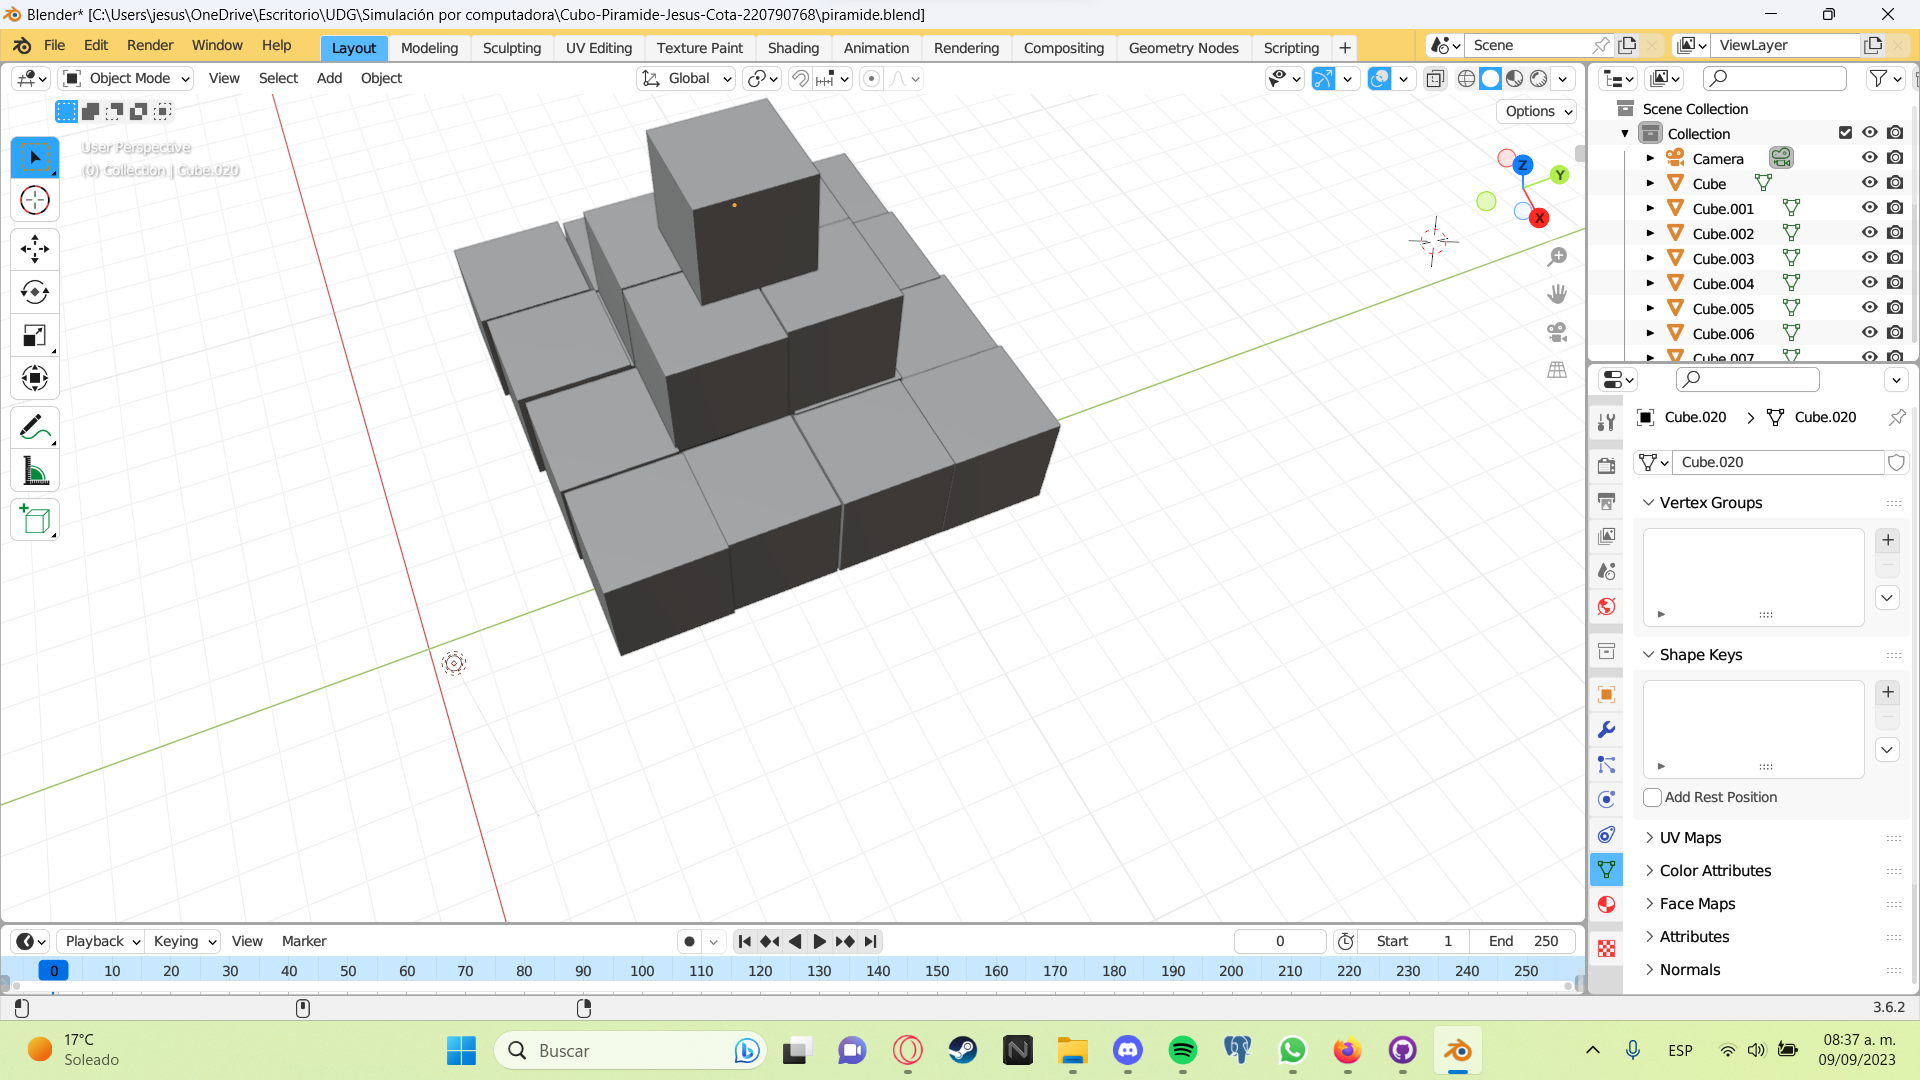 Blender* [C:\Users\jesus\OneDrive\Escritorio\UDG\Simulación por computadora\Cubo-Piramide-Jesus-Cota-220790768\piramide.blend]
File Edit Render Window Help Layout Modeling Sculpting UV Editing Texture Paint Shading Animation Rendering Compositing Geometry Nodes Scripting + Scene ViewLayer
Object Mode View Select Add Object Global
Options
User Perspective
(0) Collection | Cube.020
Z
Y
X
Scene Collection
Collection
Camera
Cube
Cube.001
Cube.002
Cube.003
Cube.004
Cube.005
Cube.006
Cube.007
Cube.020 Cube.020
Cube.020
Vertex Groups
Shape Keys
Add Rest Position
UV Maps
Color Attributes
Face Maps
Attributes
Normals
Playback Keying View Marker 0 Start 1 End 250
0 10 20 30 40 50 60 70 80 90 100 110 120 130 140 150 160 170 180 190 200 210 220 230 240 250
3.6.2
17°C
Soleado
Buscar
ESP
08:37 a. m.
09/09/2023